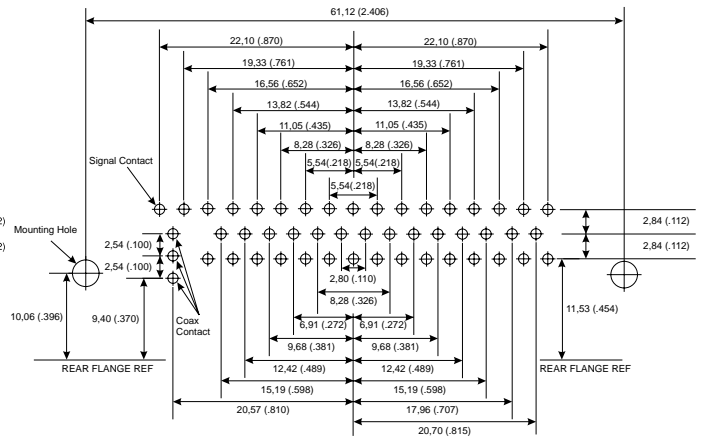 61,12 (2.406)
22,10 (.870) 22,10 (.870)
19,33 (.761) 19,33 (.761)
16,56 (.652) 16,56 (.652)
13,82 (.544) 13,82 (.544)
11,05 (.435) 11,05 (.435)
8,28 (.326) 8,28 (.326)
5,54(.218) 5,54(.218)
5,54(.218)
Signal Contact
Mounting Hole
2,54 (.100)
2,54 (.100)
2,84 (.112)
2,84 (.112)
2,80 (.110)
8,28 (.326)
10,06 (.396)
9,40 (.370)
Coax
Contact
11,53 (.454)
6,91 (.272) 6,91 (.272)
9,68 (.381) 9,68 (.381)
REAR FLANGE REF
REAR FLANGE REF
12,42 (.489) 12,42 (.489)
15,19 (.598) 15,19 (.598)
20,57 (.810) 17,96 (.707)
20,70 (.815)